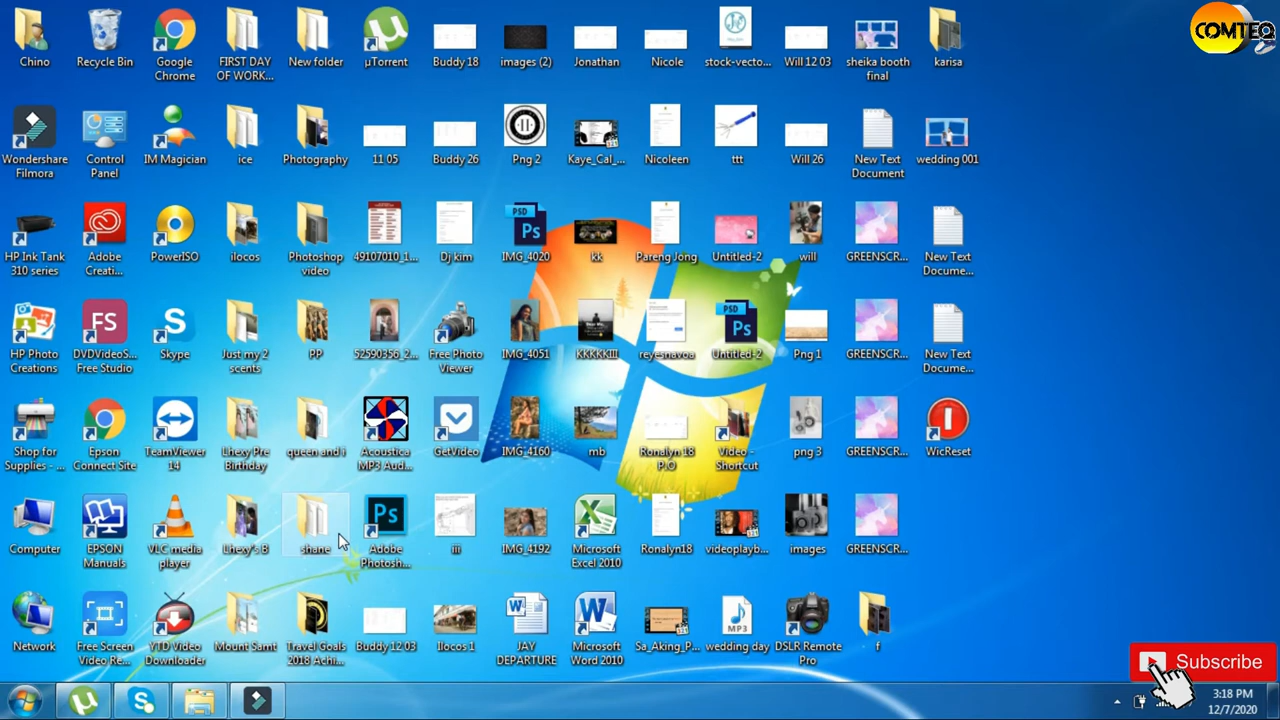 COMTEQ
Chino
Recycle Bin
Google
Chrome
FIRST DAY
OF WORK...
New folder
µTorrent
Buddy 18
images (2)
Jonathan
Nicole
stock-vecto...
Will 12 03
sheika booth
final
karisa
Wondershare
Filmora
Control
Panel
IM Magician
ice
Photography
11 05
Buddy 26
Png 2
Kaye_Cal_...
Nicoleen
ttt
Will 26
New Text
Document
wedding 001
HP Ink Tank
310 series
Adobe
Creati...
PowerISO
ilocos
Photoshop
video
49107010_1...
Dj kim
PSD
Ps
IMG_4020
kk
Pareng Jong
Untitled-2
will
GREENSCR...
New Text
Docume...
HP Photo
Creations
FS
DVDVideoS...
Free Studio
S
Skype
Just my 2
scents
PP
52590356_2...
Free Photo
Viewer
IMG_4051
KKKKKIII
reyesnavoa
PSD
Ps
Untitled-2
Png 1
GREENSCR...
New Text
Docume...
Shop for
Supplies - ...
Epson
Connect Site
TeamViewer
14
Lhexy Pre
Birthday
queen and i
Acoustica
MP3 Aud...
GetVideo
IMG_4160
mb
Ronalyn 18
P.O
Video -
Shortcut
png 3
GREENSCR...
WicReset
Computer
EPSON
Manuals
VLC media
player
Lhexy's B
shane
Ps
Adobe
Photosh...
iii
IMG_4192
Microsoft
Excel 2010
Ronalyn18
videoplayb...
images
GREENSCR...
Network
Free Screen
Video Re...
YTD Video
Downloader
Mount Samt
Travel Goals
2018 Achi...
Buddy 12 03
Ilocos 1
JAY
DEPARTURE
Microsoft
Word 2010
Sa_Aking_P...
MP3
wedding day
DSLR Remote
Pro
f
Subscribe
3:18 PM
12/7/2020